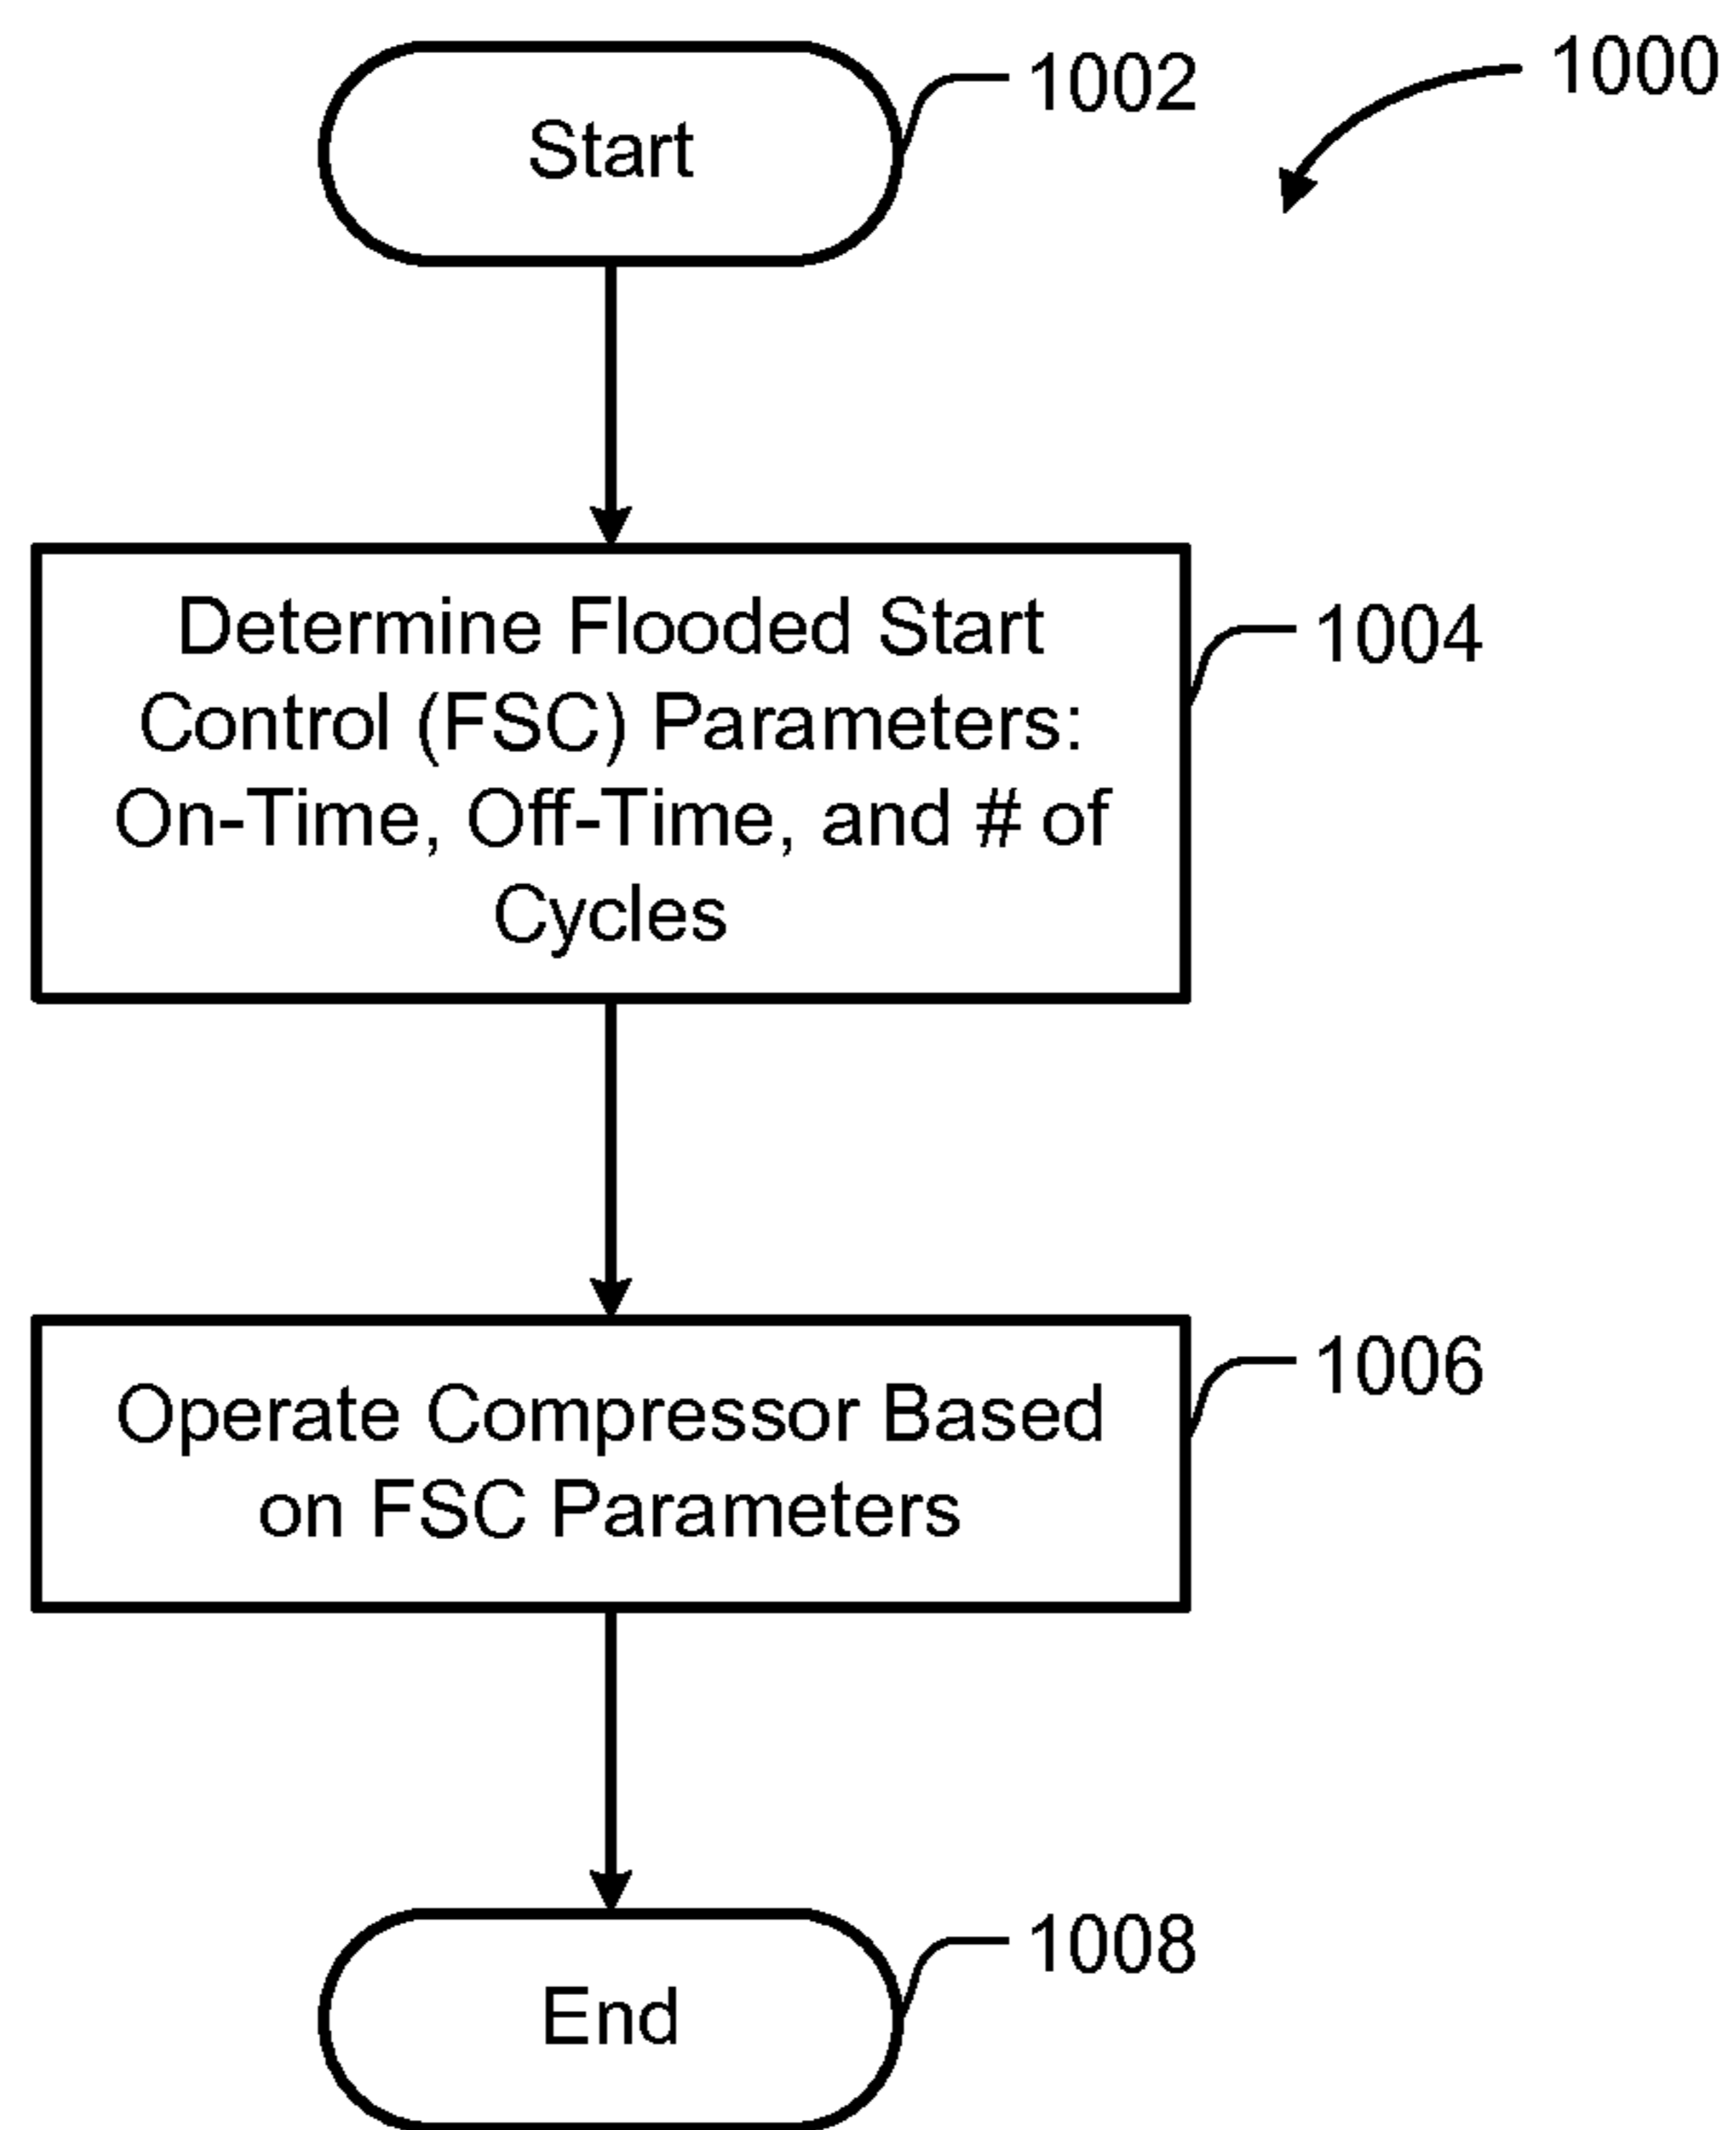 1000
1002
Start
Determine Flooded Start
Control (FSC) Parameters:
On-Time, Off-Time, and # of
Cycles
1004
Operate Compressor Based
on FSC Parameters
1006
End
1008